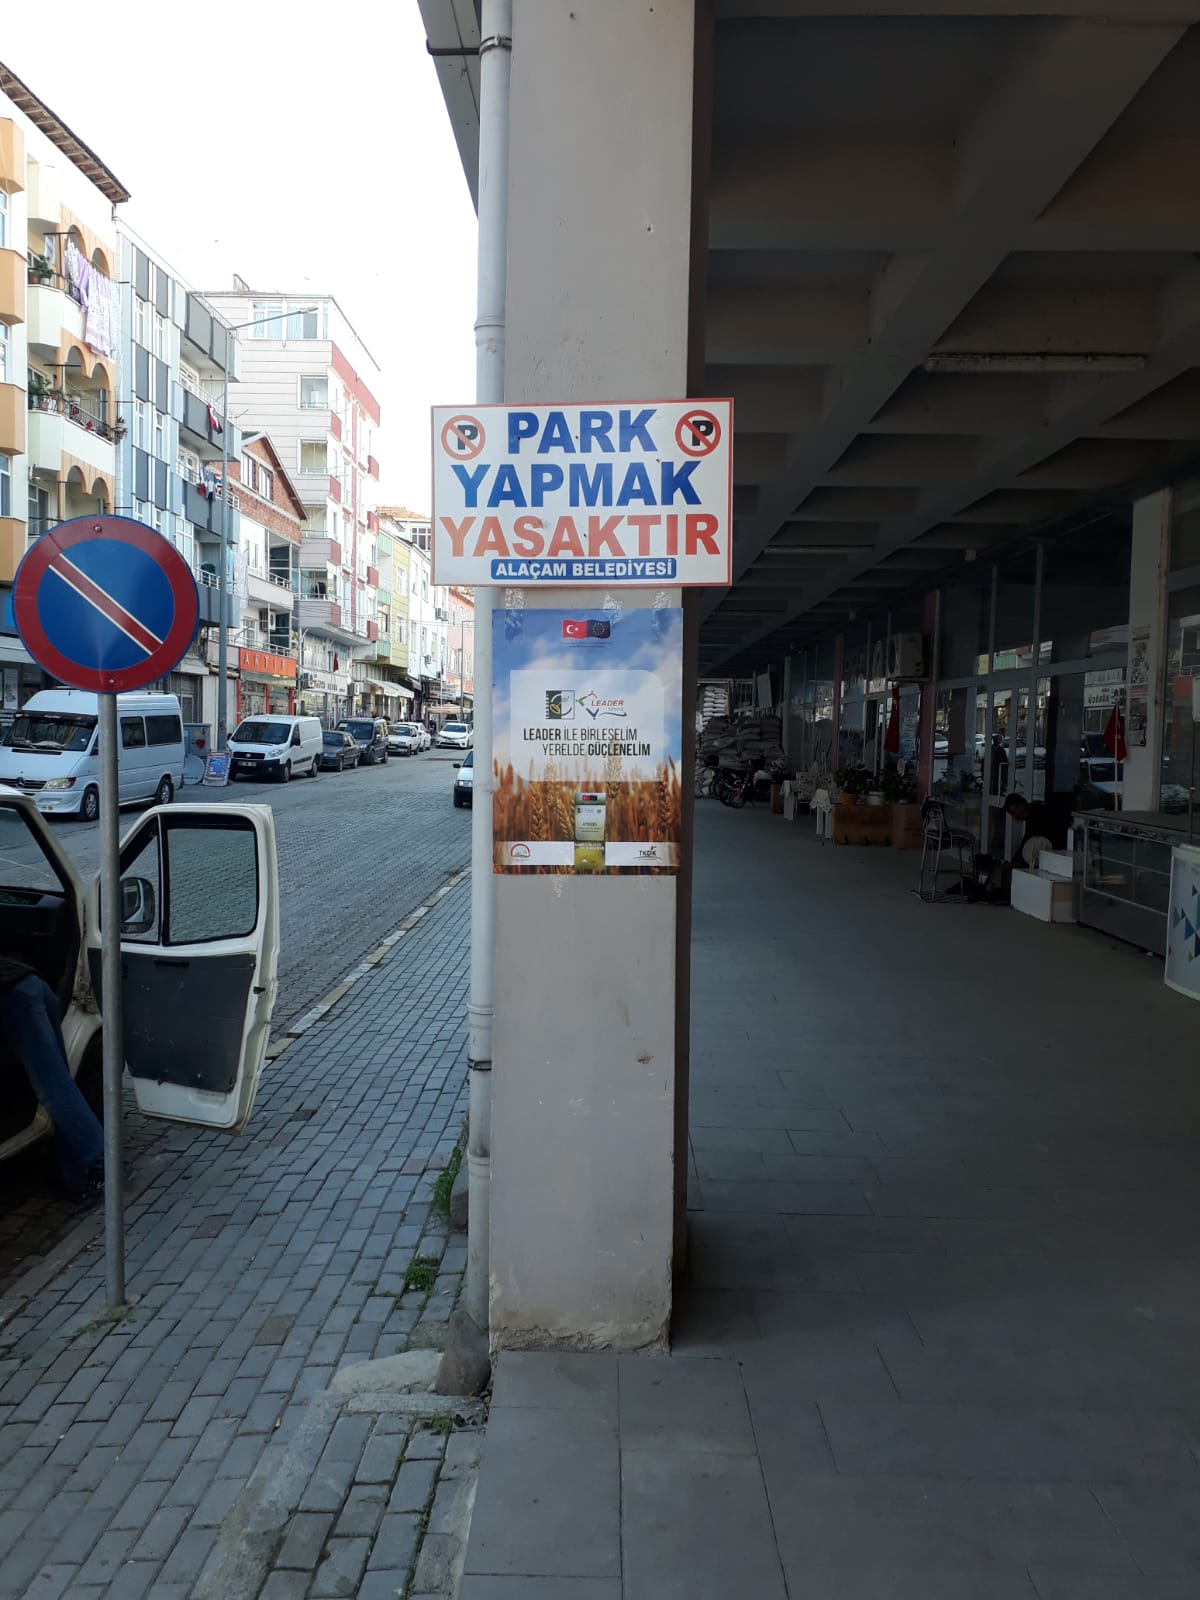 PARK
YAPMAK
YASAKTIR
ALAÇAM BELEDİYESİ
LEADER
LEADER İLE BİRLEŞELİM
YERELDE GÜÇLENELİM
TKDK